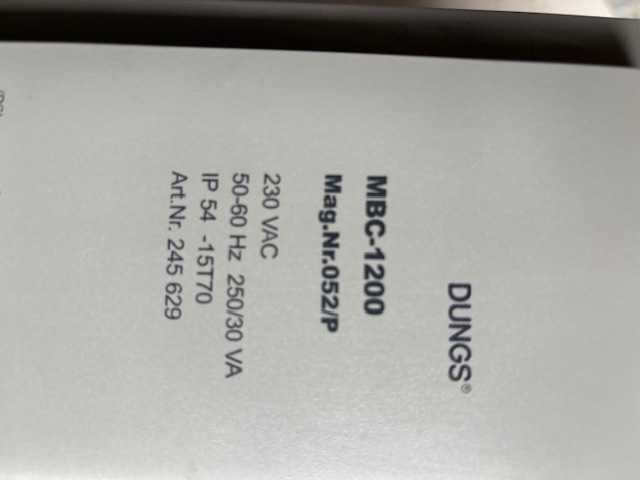 DUNGS®
MBC-1200
Mag.Nr.052/P
230 VAC
50-60 Hz 250/30 VA
IP 54 -15T70
Art.Nr. 245 629